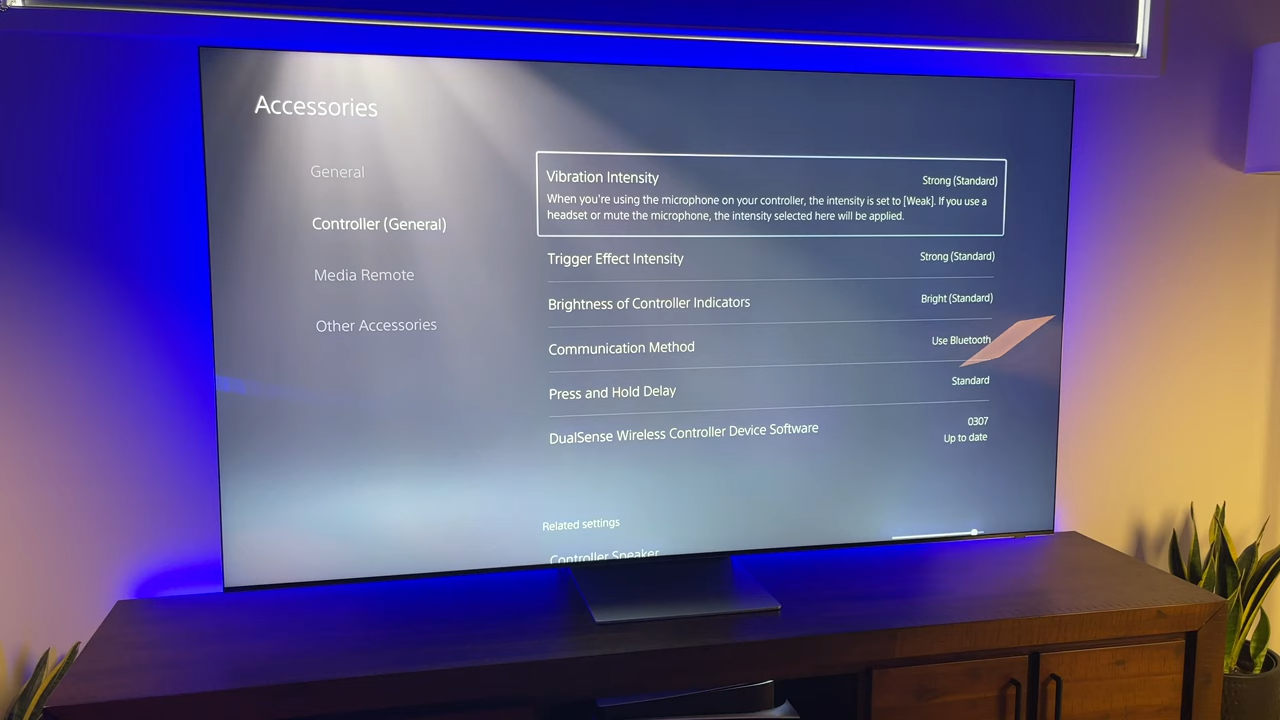 Accessories
General
Controller (General)
Media Remote
Other Accessories
Vibration Intensity
Strong (Standard)
When you're using the microphone on your controller, the intensity is set to [Weak]. If you use a
headset or mute the microphone, the intensity selected here will be applied.
Trigger Effect Intensity
Strong (Standard)
Brightness of Controller Indicators
Bright (Standard)
Communication Method
Use Bluetooth
Press and Hold Delay
Standard
DualSense Wireless Controller Device Software
0307
Up to date
Related settings
Controller Speaker